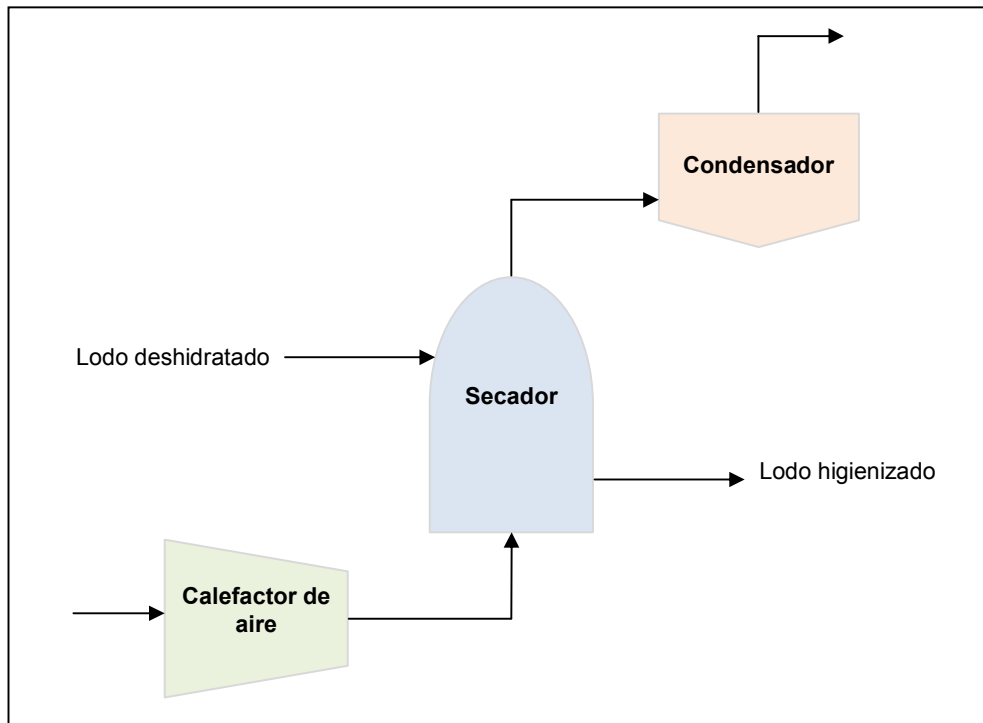 Condensador
Lodo deshidratado
Secador
Lodo higienizado
Calefactor de
aire